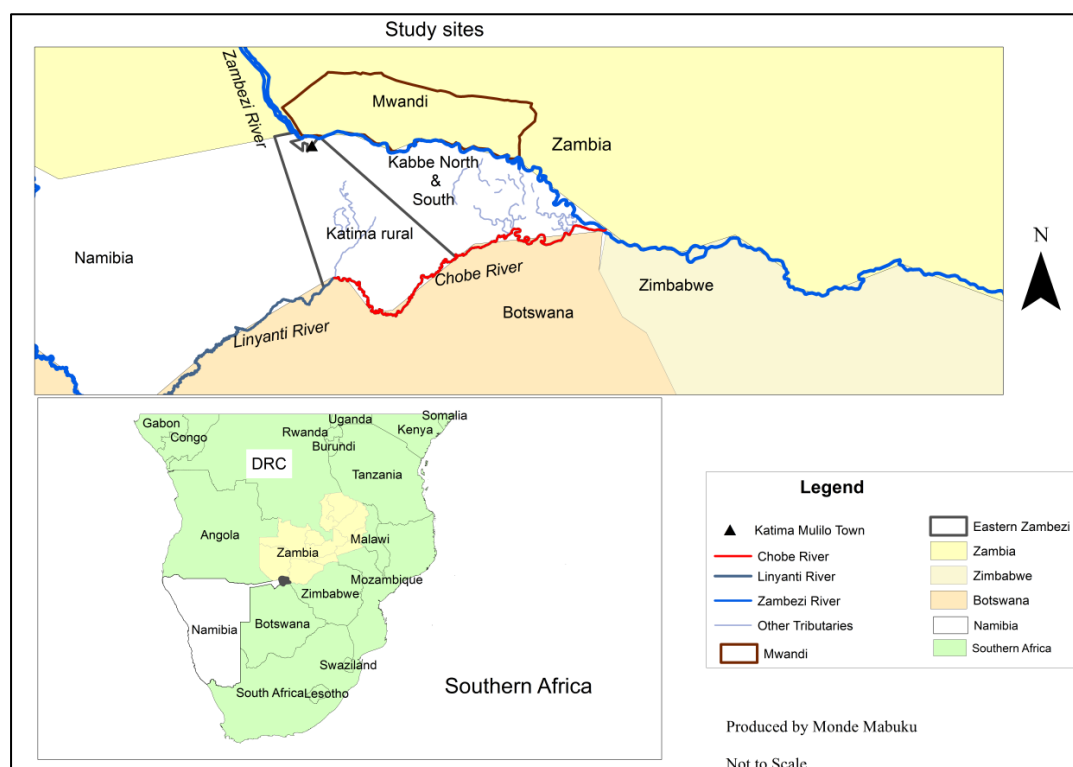 Study sites
Zambezi River
Mwandi
Zambia
Kabbe North
&
South
Katima rural
Namibia
Chobe River
Zimbabwe
Linyanti River
Botswana
N
Gabon
Congo
Uganda
Somalia
Kenya
Rwanda
Burundi
DRC
Tanzania
Angola
Zambia
Malawi
Mozambique
Zimbabwe
Namibia
Botswana
Swaziland
South Africa
Lesotho
Southern Africa
Legend
Katima Mulilo Town
Chobe River
Linyanti River
Zambezi River
Other Tributaries
Mwandi
Eastern Zambezi
Zambia
Zimbabwe
Botswana
Namibia
Southern Africa
Produced by Monde Mabuku
Not to Scale